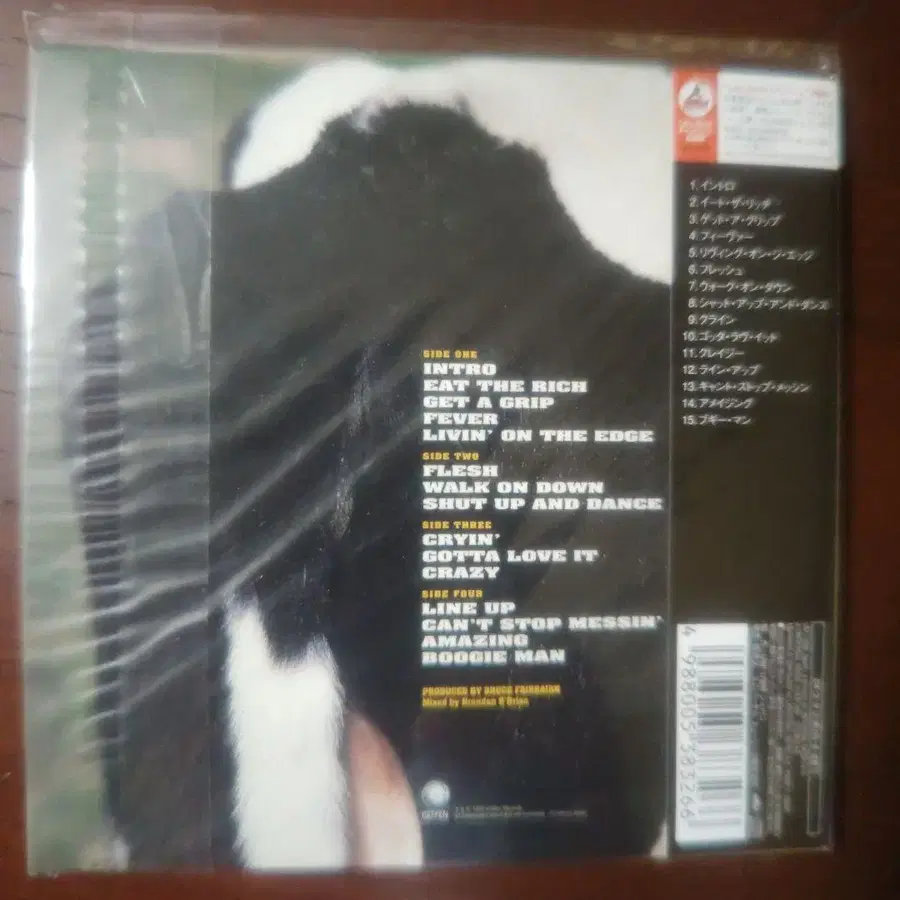 SIDE ONE
INTRO
EAT THE RICH
GET A GRIP
FEVER
LIVIN' ON THE EDGE
SIDE TWO
FLESH
WALK ON DOWN
SHUT UP AND DANCE
SIDE THREE
CRYIN'
GOTTA LOVE IT
CRAZY
SIDE FOUR
LINE UP
CAN'T STOP MESSIN'
AMAZING
BOOGIE MAN
PRODUCED BY BRUCE FAIRBAIRN
Mixed by Brendan O'Brien
GEFFEN
1.イントロ
2.イート・ザ・リッチ
3.ゲット・ア・グリップ
4.フィーヴァー
5.リヴィング・オン・ジ・エッジ
6.フレッシュ
7.ウォーク・オン・ダウン
8.シャット・アップ・アンド・ダンス
9.クライン
10.ゴッタ・ラヴ・イット
11.クレイジー
12.ライン・アップ
13.キャント・ストップ・メッシン
14.アメイジング
15.ブギー・マン
4 988005 383266